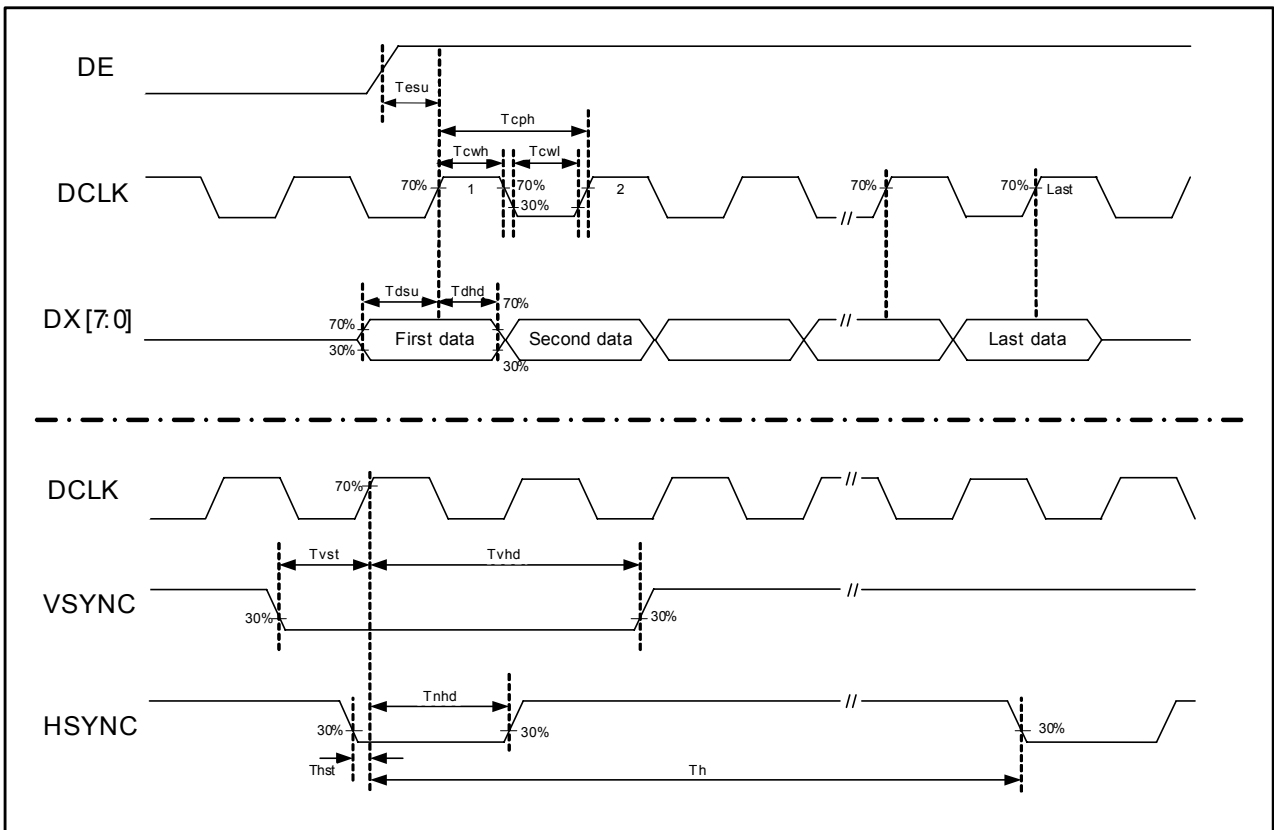 DE
Tesu
Tcph
Tcwh Tcwl
DCLK 70% 1 70% 2 70% 70% Last
30%
//
Tdsu Tdhd
70%
DX[7:0] 70% First data Second data // Last data
30%
30%
DCLK 70% //
Tvst Tvhd
VSYNC //
30% 30%
Tnhd
HSYNC //
30% 30% 30%
Thst Th